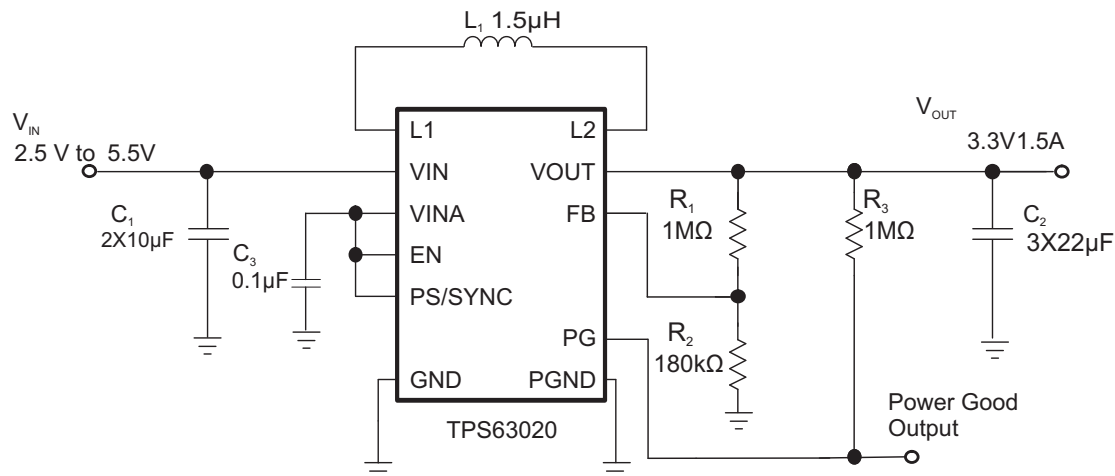 L1 1.5µH
VIN
2.5 V to 5.5V
L1
L2
VOUT
3.3V1.5A
VIN
VOUT
C1
2X10µF
VINA
FB
R1
1MΩ
R3
1MΩ
C2
3X22µF
C3
0.1µF
EN
PS/SYNC
PG
R2
180kΩ
GND
PGND
TPS63020
Power Good
Output